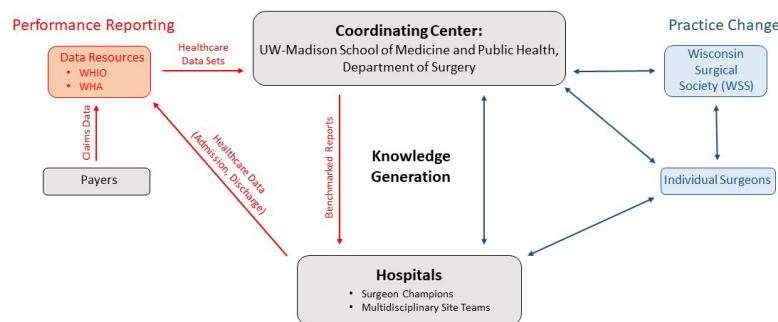 Performance Reporting
Coordinating Center:
UW-Madison School of Medicine and Public Health,
Department of Surgery
Practice Change
Data Resources
• WHIO
• WHA
Healthcare
Data Sets
Wisconsin
Surgical
Society (WSS)
Claims Data
Payers
Healthcare Data
(Admission, Discharge)
Benchmarked Reports
Knowledge
Generation
Individual Surgeons
Hospitals
• Surgeon Champions
• Multidisciplinary Site Teams